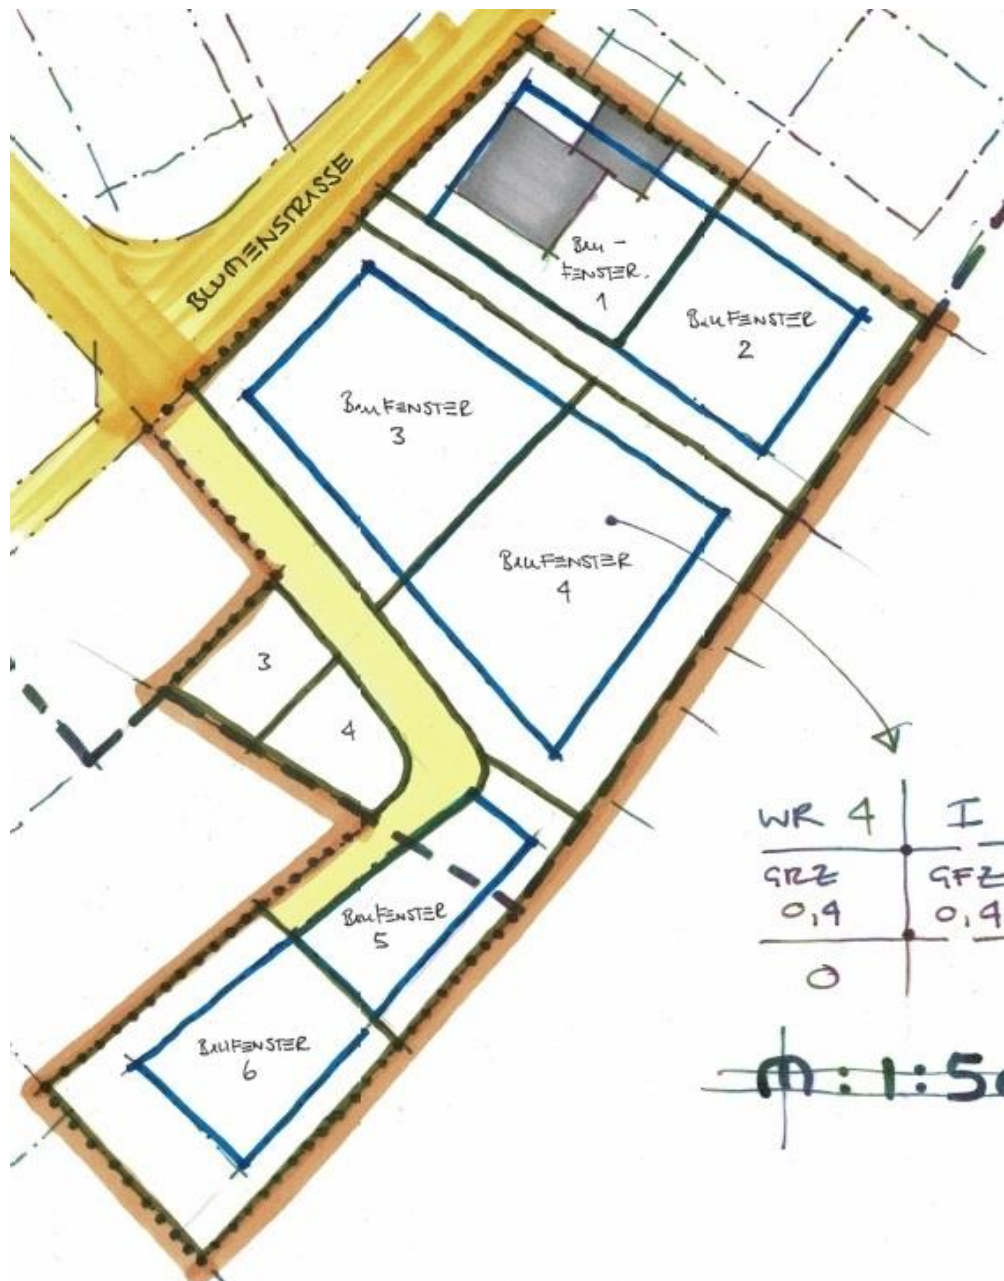 BLUMENSTRASSE
BAU-
FENSTER.
1
BAUFENSTER
2
BAUFENSTER
3
BAUFENSTER
4
3
4
BAUFENSTER
5
BAUFENSTER
6
WR 4 I
GRZ GFZ
0,4 0,4
O
M:1:5